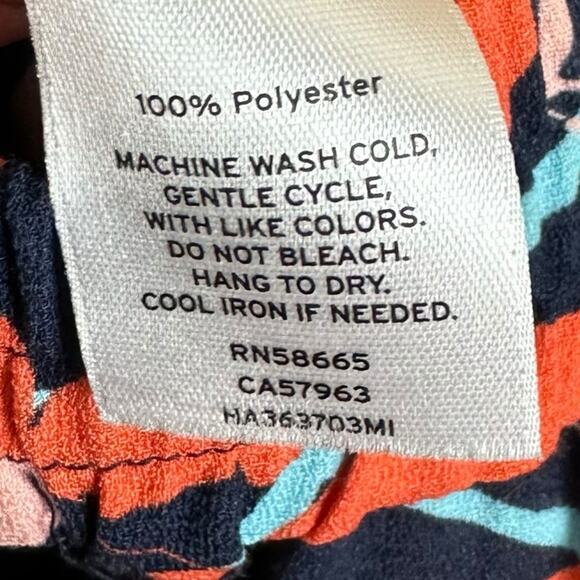 100% Polyester
MACHINE WASH COLD,
GENTLE CYCLE,
WITH LIKE COLORS.
DO NOT BLEACH.
HANG TO DRY.
COOL IRON IF NEEDED.
RN58665
CA57963
HA363703MI